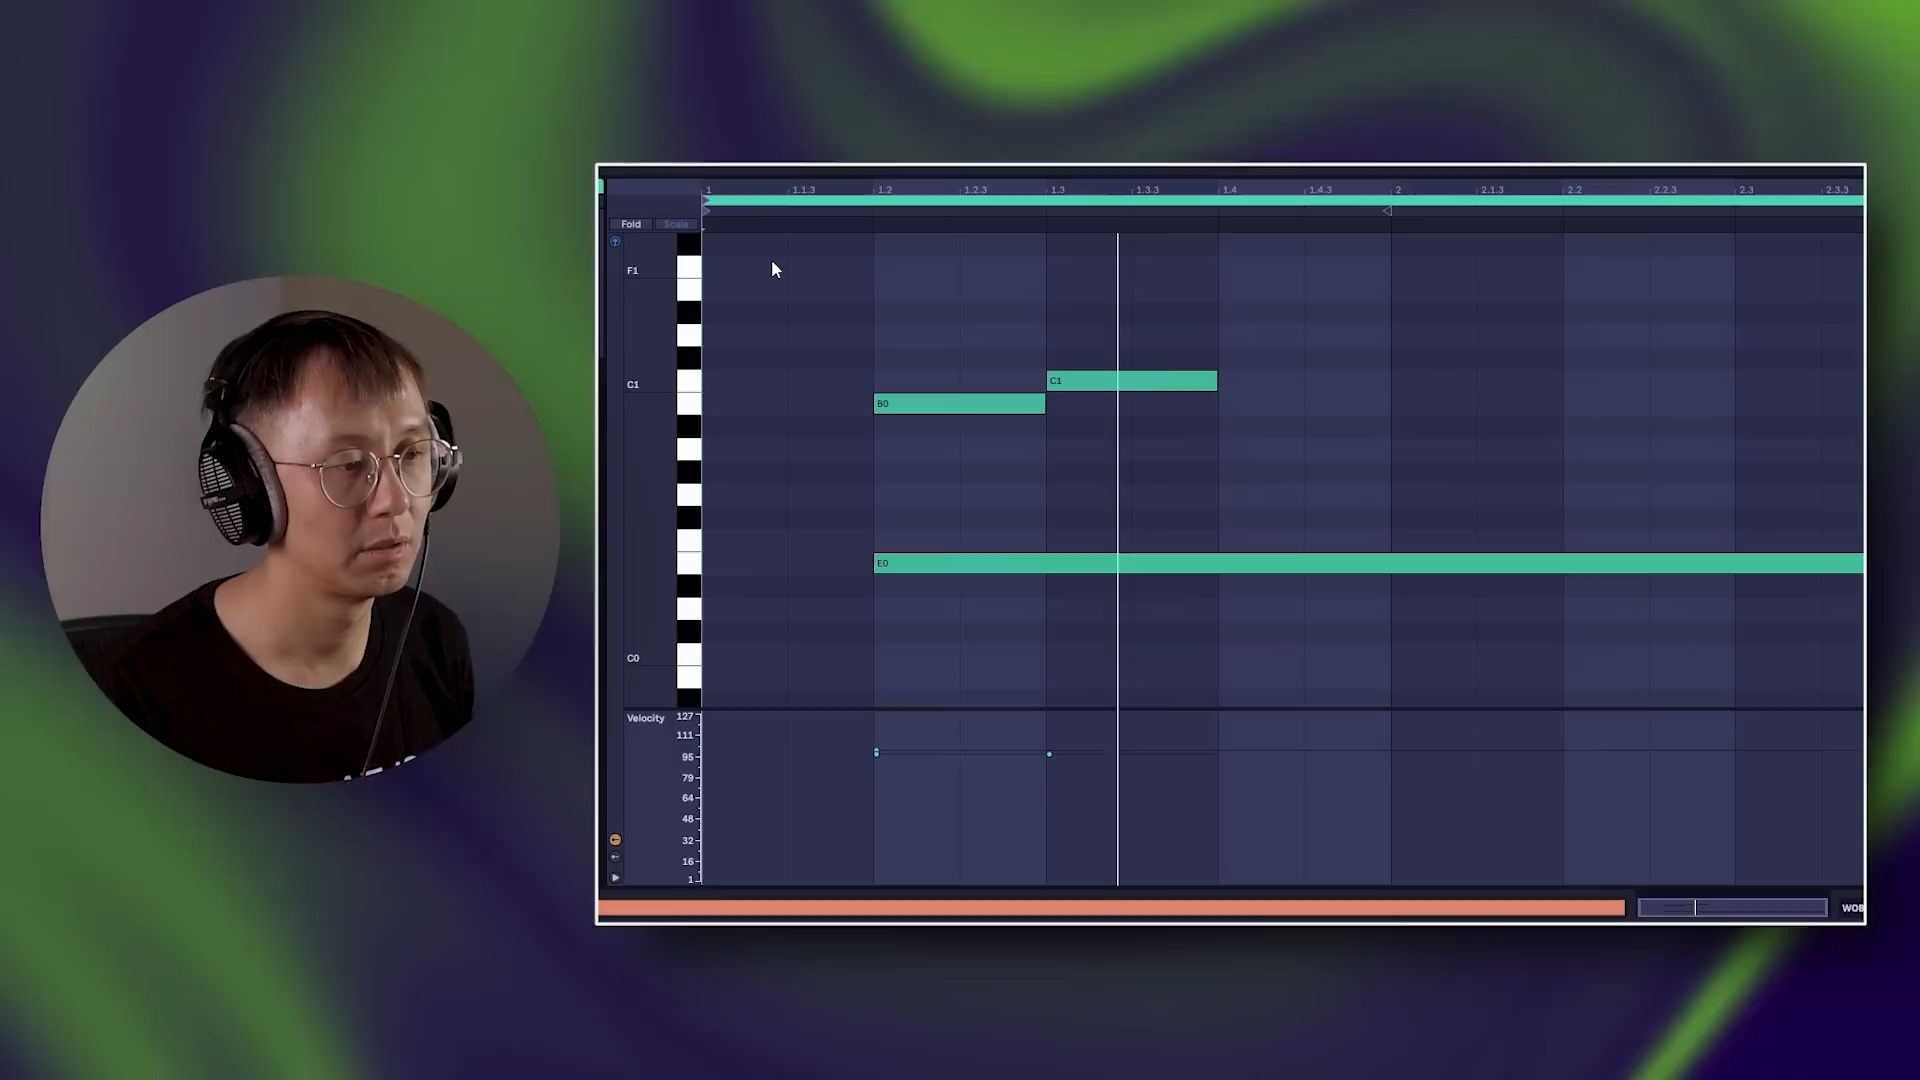 1 1.1.3 1.2 1.2.3 1.3 1.3.3 1.4 1.4.3 2 2.1.3 2.2 2.2.3 2.3 2.3.3
Fold Scale
F1
C1
C1
B0
E0
C0
Velocity 127
111
95
79
64
48
32
16
1
WOB